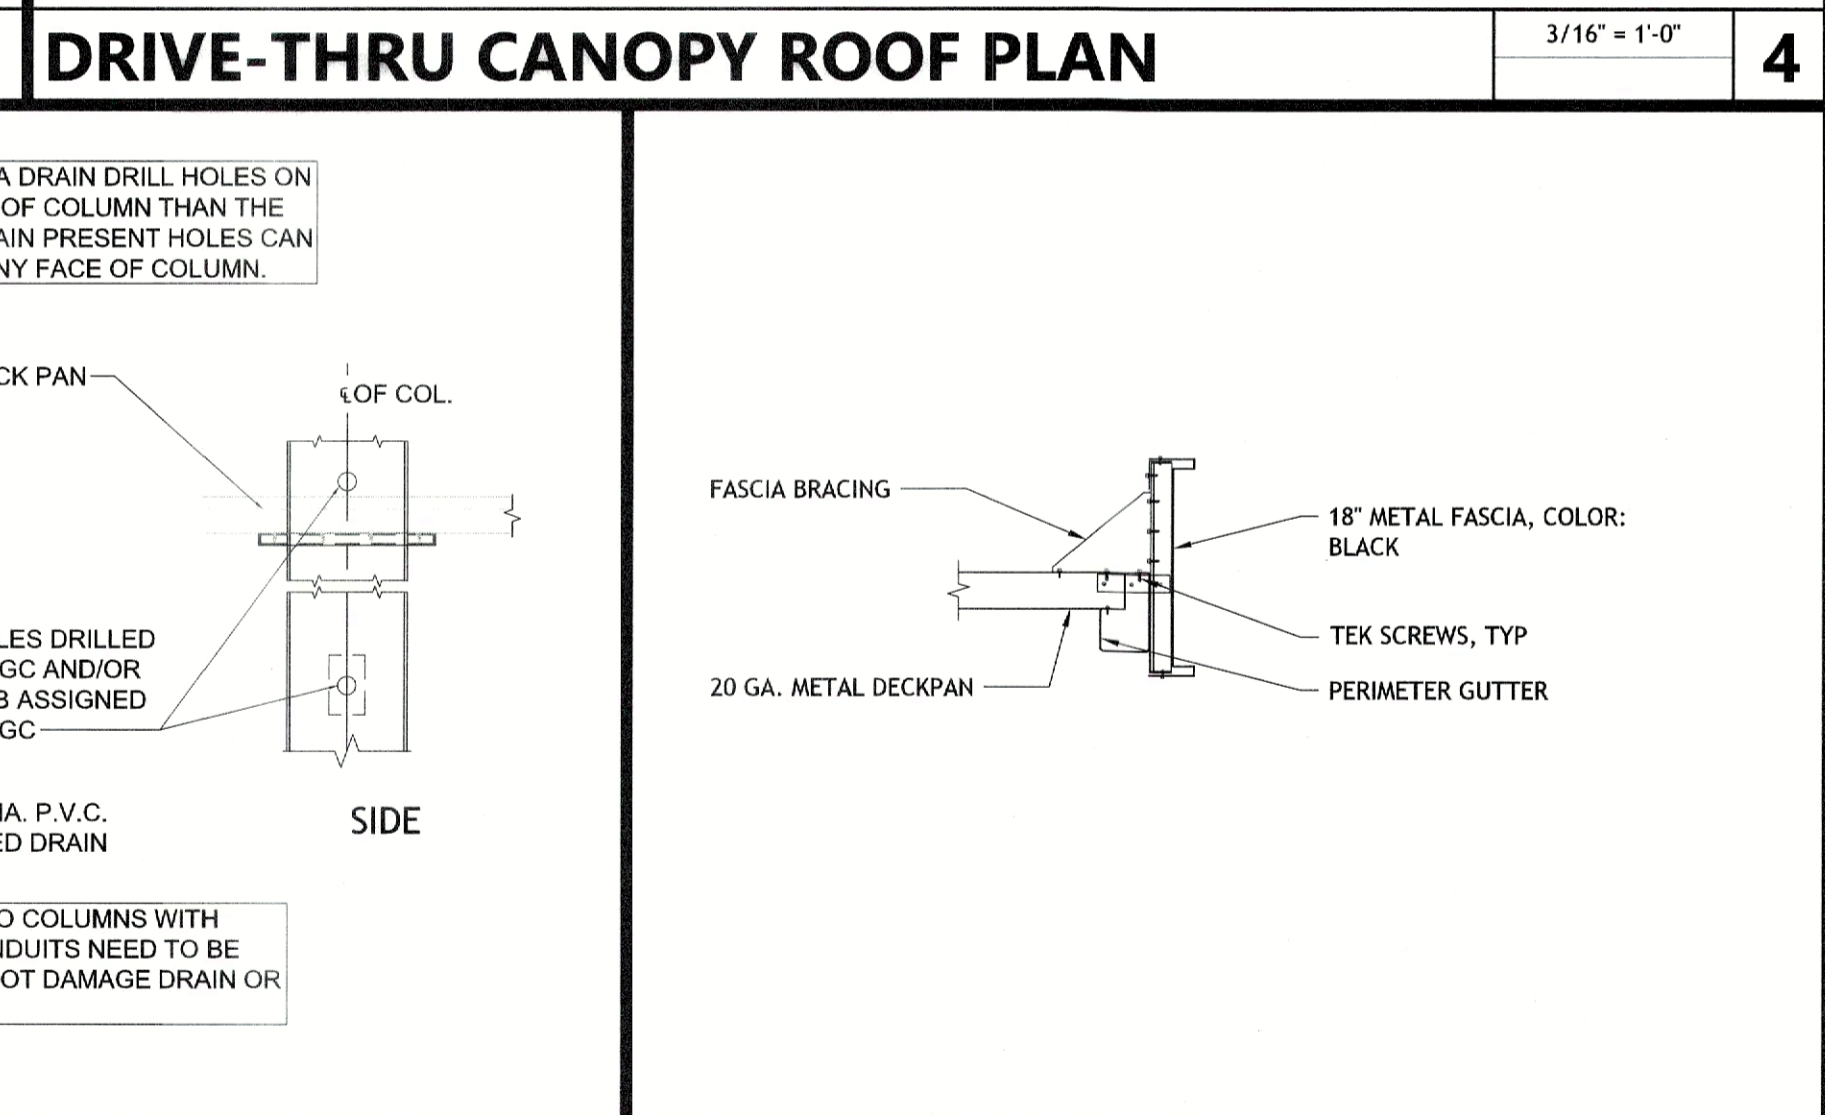 DRIVE-THRU CANOPY ROOF PLAN
3/16" = 1'-0"
4
A DRAIN DRILL HOLES ON
OF COLUMN THAN THE
AIN PRESENT HOLES CAN
NY FACE OF COLUMN.
CK PAN
℄ OF COL.
LES DRILLED
GC AND/OR
B ASSIGNED
GC
IA. P.V.C.
ED DRAIN
SIDE
O COLUMNS WITH
NDUITS NEED TO BE
OT DAMAGE DRAIN OR
FASCIA BRACING
18" METAL FASCIA, COLOR:
BLACK
TEK SCREWS, TYP
20 GA. METAL DECKPAN
PERIMETER GUTTER